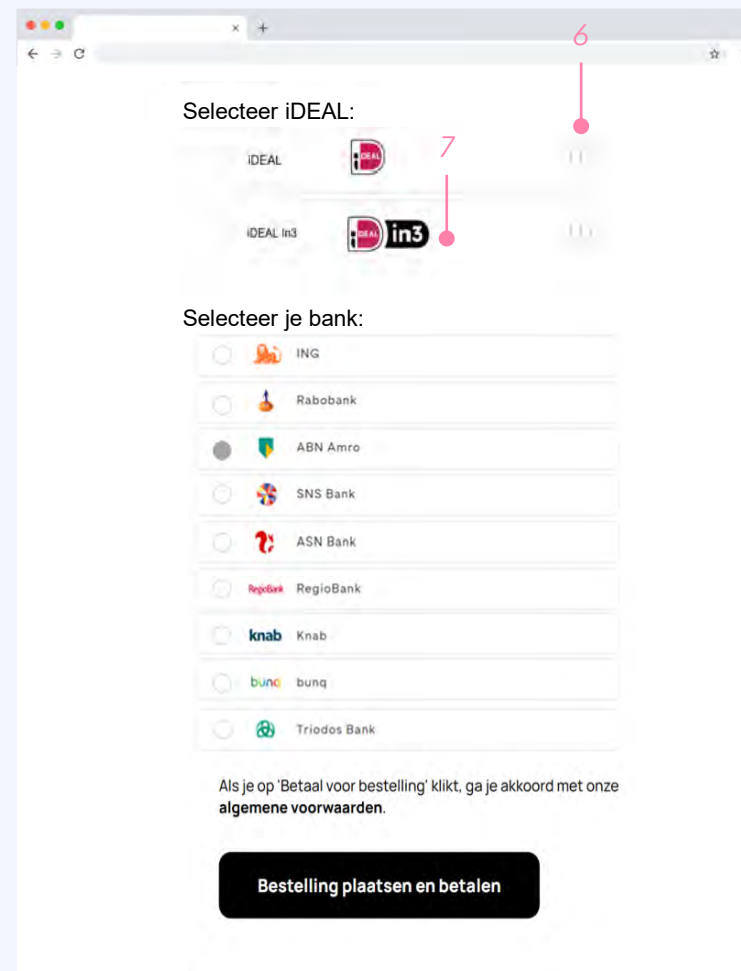 6
Selecteer iDEAL:
7
iDEAL iDEAL
iDEAL In3 iDEAL in3
Selecteer je bank:
ING
Rabobank
ABN Amro
SNS Bank
ASN Bank
RegioBank RegioBank
knab Knab
bunq bunq
Triodos Bank
Als je op 'Betaal voor bestelling' klikt, ga je akkoord met onze
algemene voorwaarden.
Bestelling plaatsen en betalen